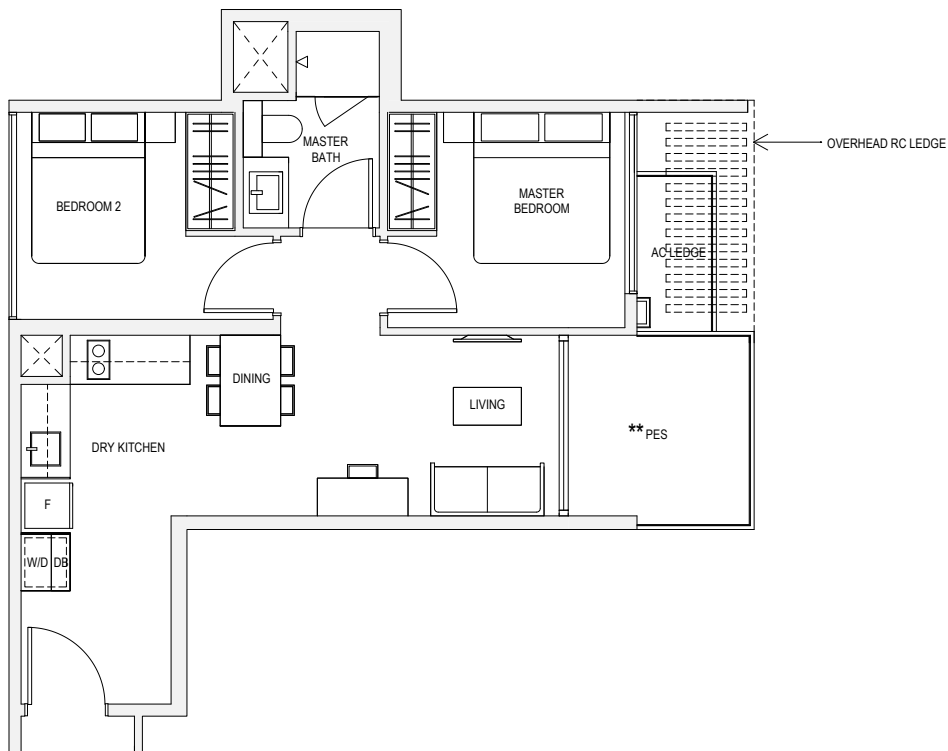 MASTER
BATH
OVERHEAD RC LEDGE
BEDROOM 2
MASTER
BEDROOM
AC LEDGE
DINING
LIVING
**PES
DRY KITCHEN
F
W/D DB